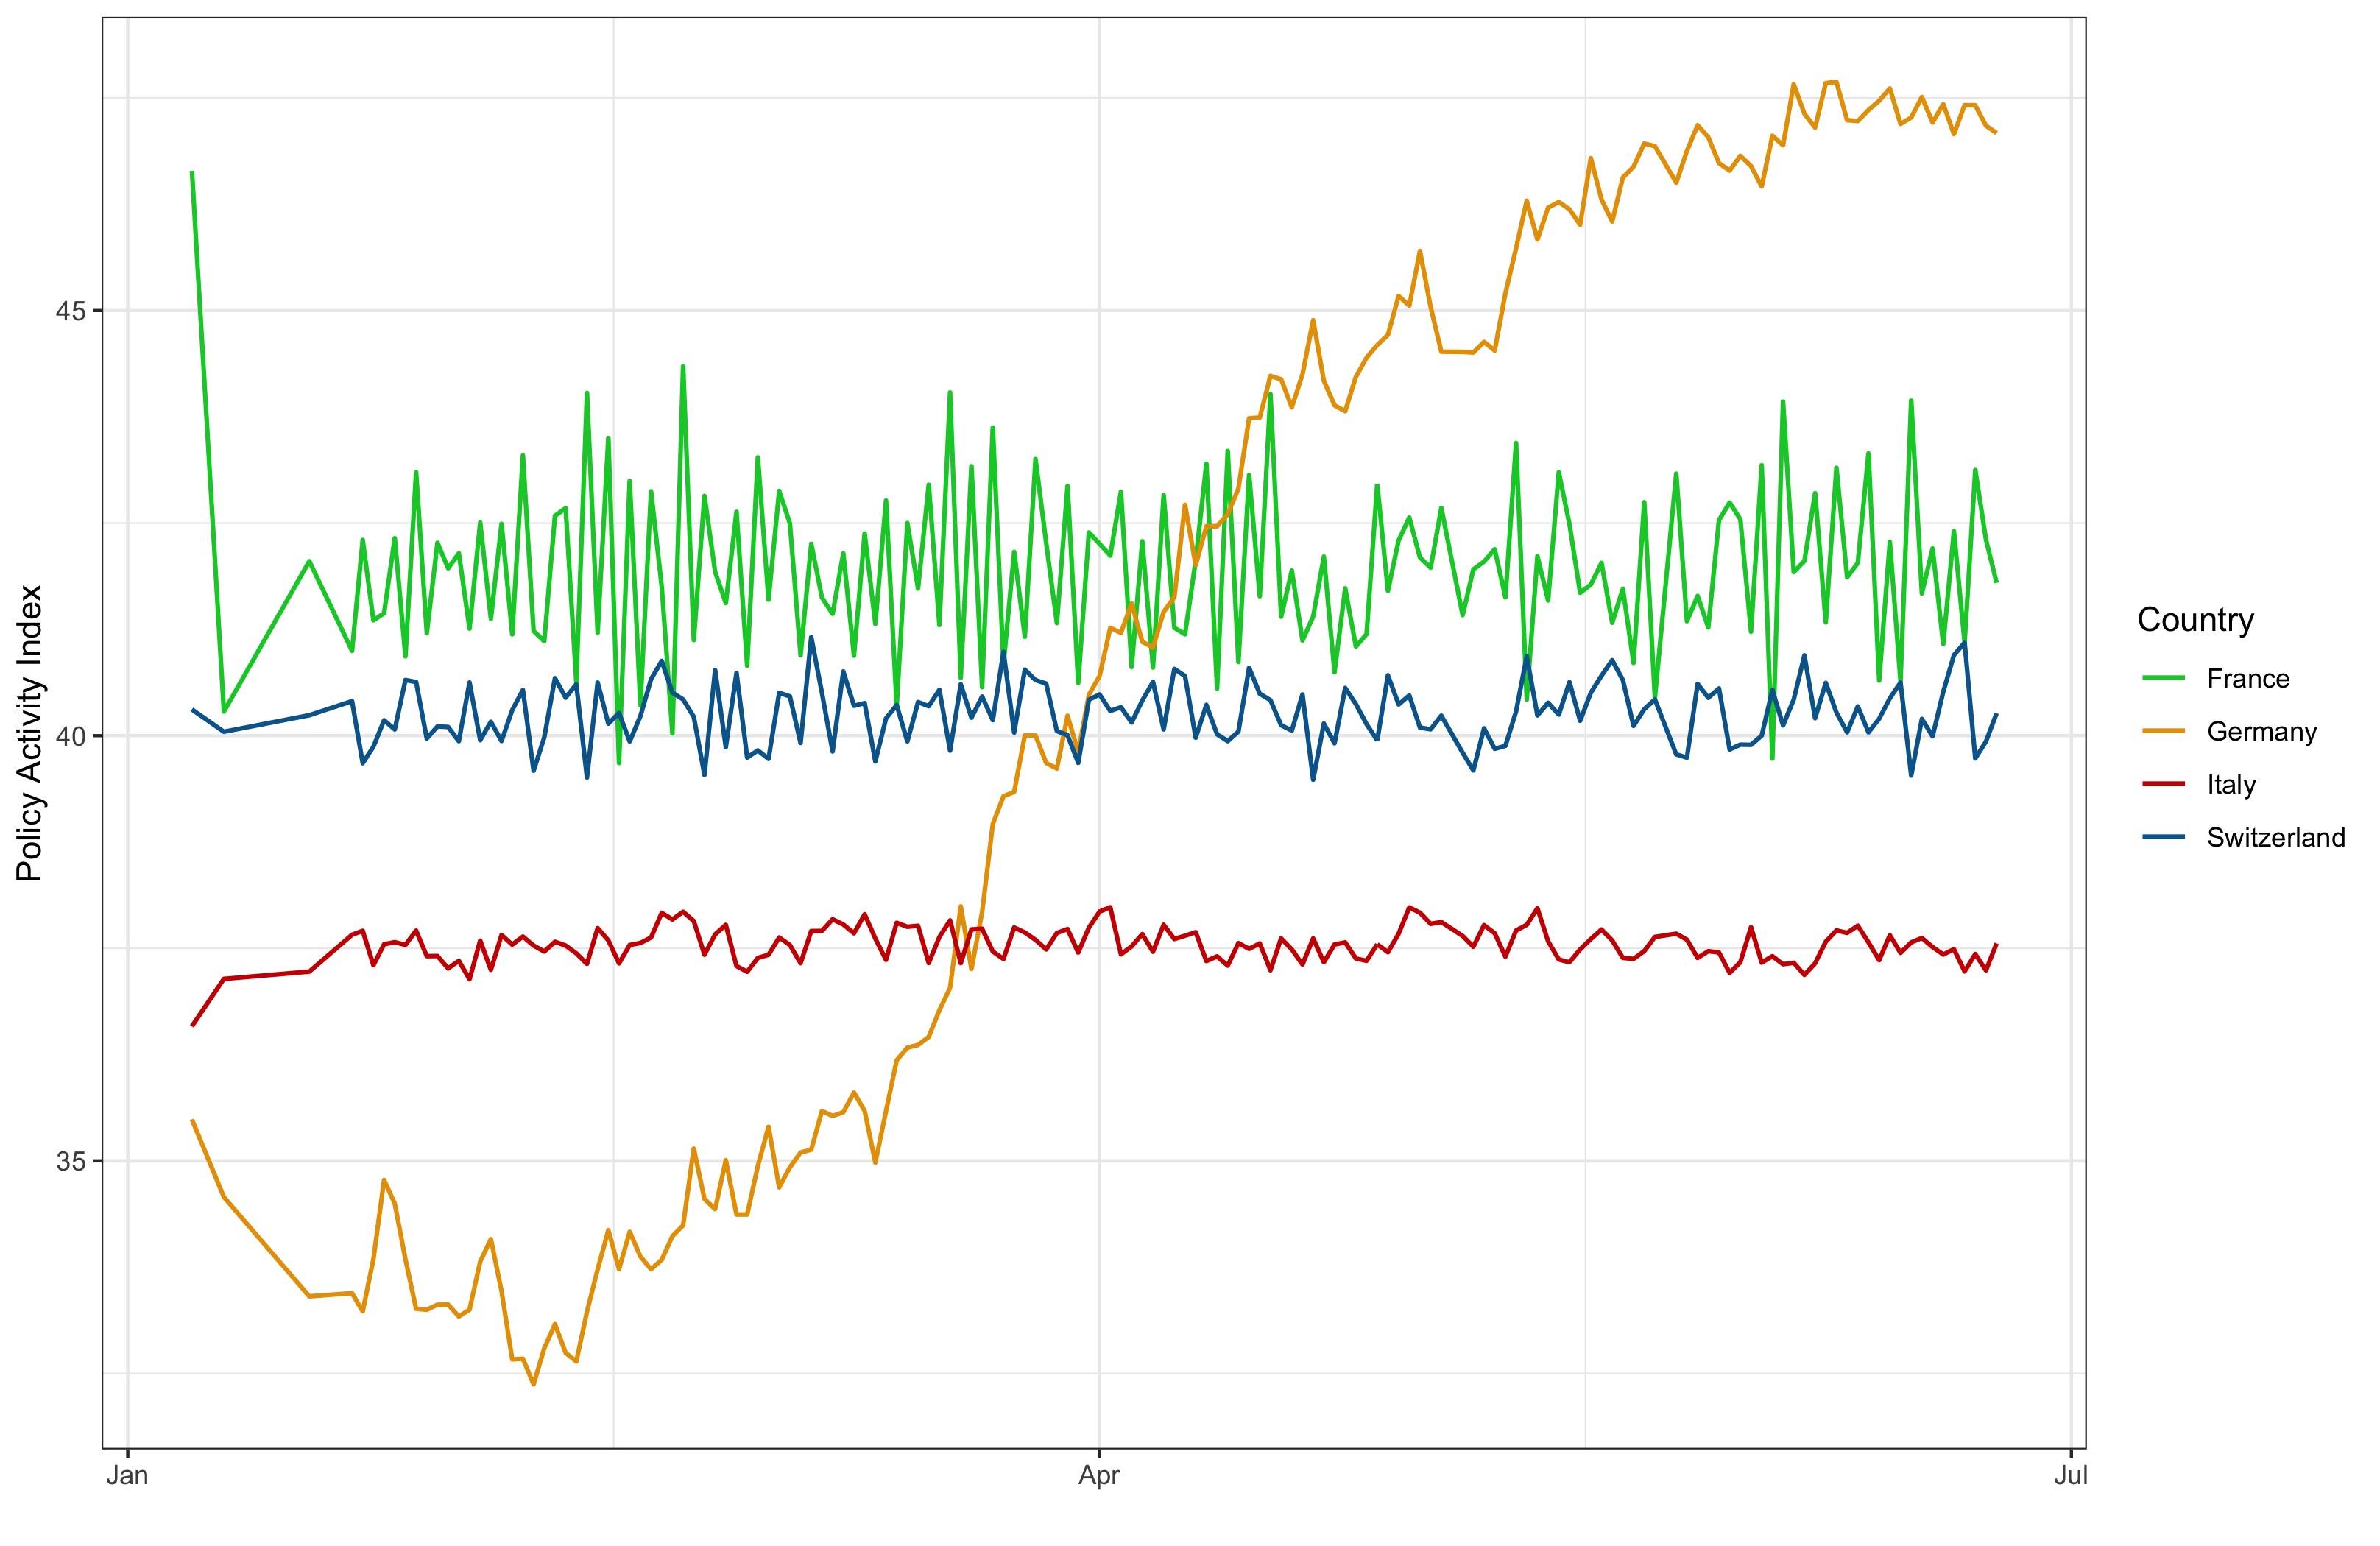 Policy Activity Index
45
40
35
Jan
Apr
Jul
Country
France
Germany
Italy
Switzerland